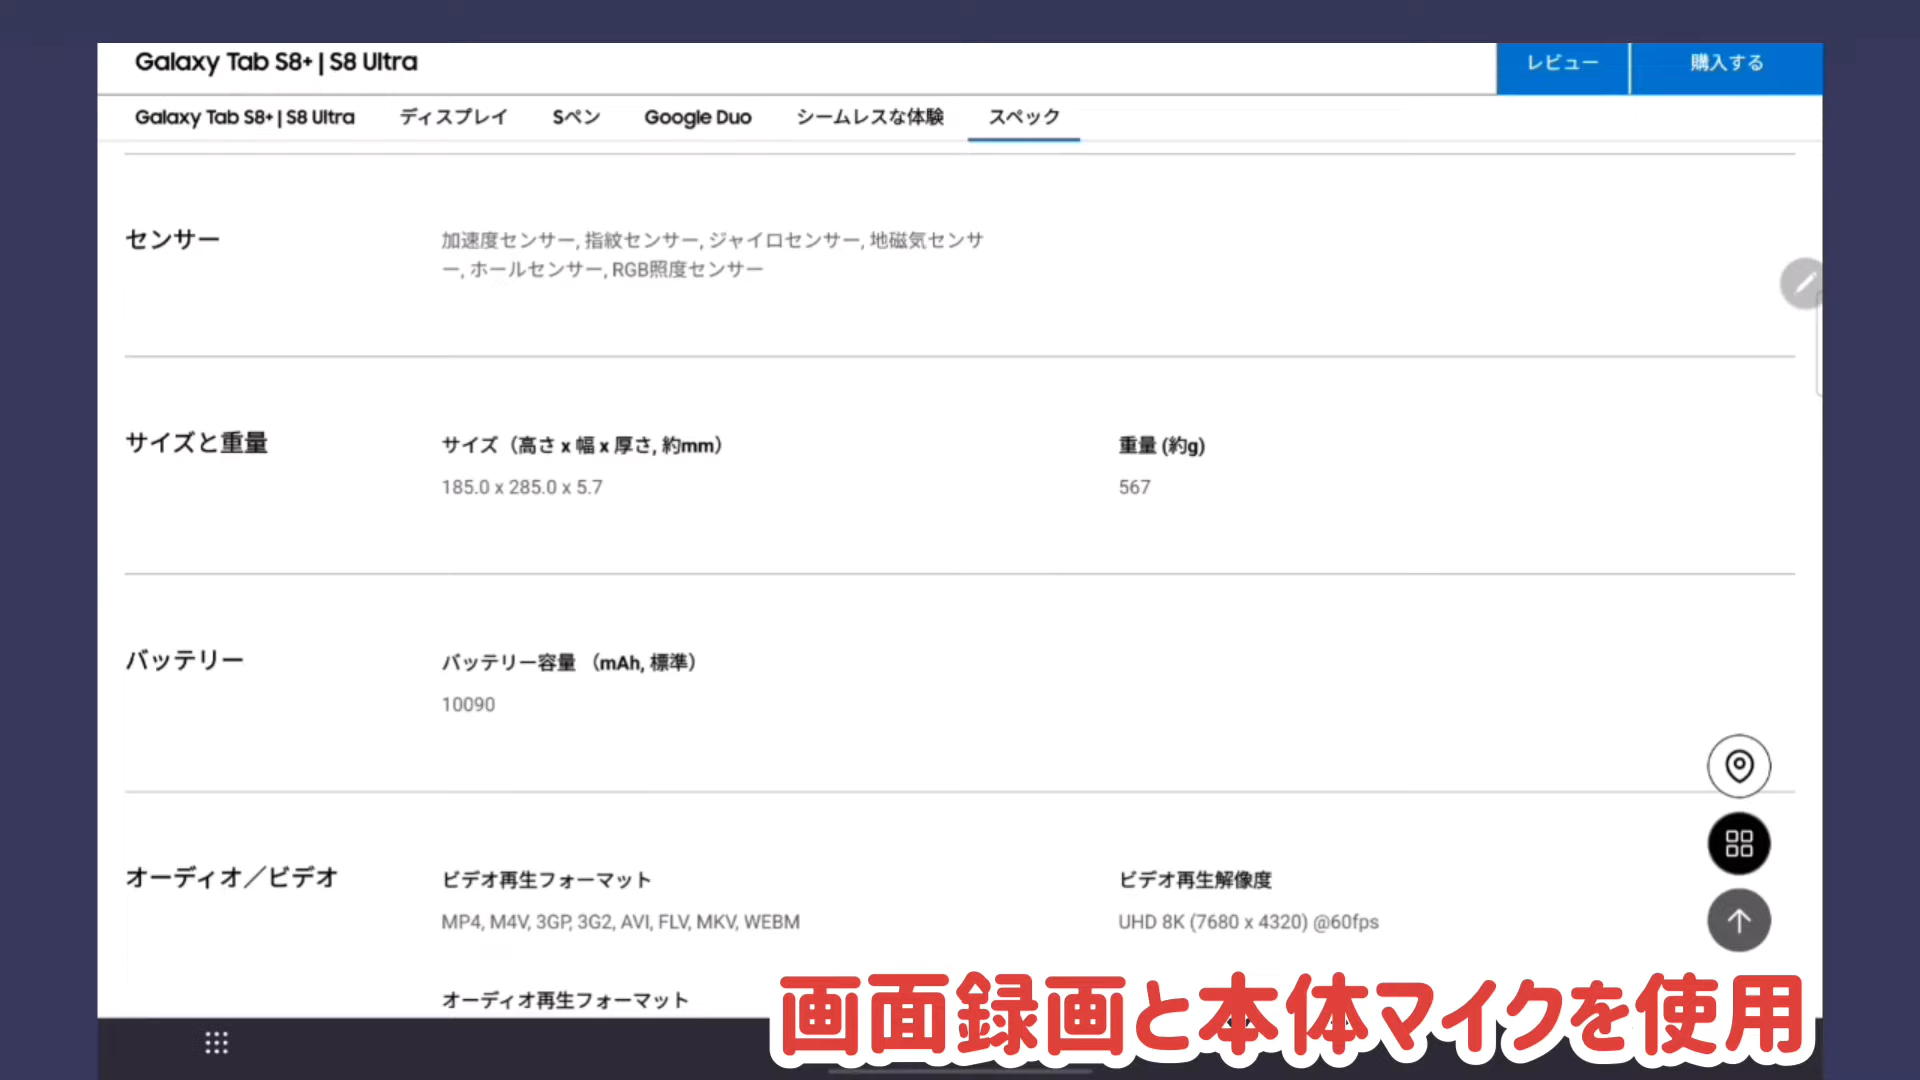 Galaxy Tab S8+ | S8 Ultra
レビュー
購入する
Galaxy Tab S8+ | S8 Ultra
ディスプレイ
Sペン
Google Duo
シームレスな体験
スペック
センサー
加速度センサー, 指紋センサー, ジャイロセンサー, 地磁気センサ
ー, ホールセンサー, RGB照度センサー
サイズと重量
サイズ（高さ x 幅 x 厚さ, 約mm）
185.0 x 285.0 x 5.7
重量 (約g)
567
バッテリー
バッテリー容量 （mAh, 標準）
10090
オーディオ／ビデオ
ビデオ再生フォーマット
MP4, M4V, 3GP, 3G2, AVI, FLV, MKV, WEBM
ビデオ再生解像度
UHD 8K (7680 x 4320) @60fps
オーディオ再生フォーマット
画面録画と本体マイクを使用